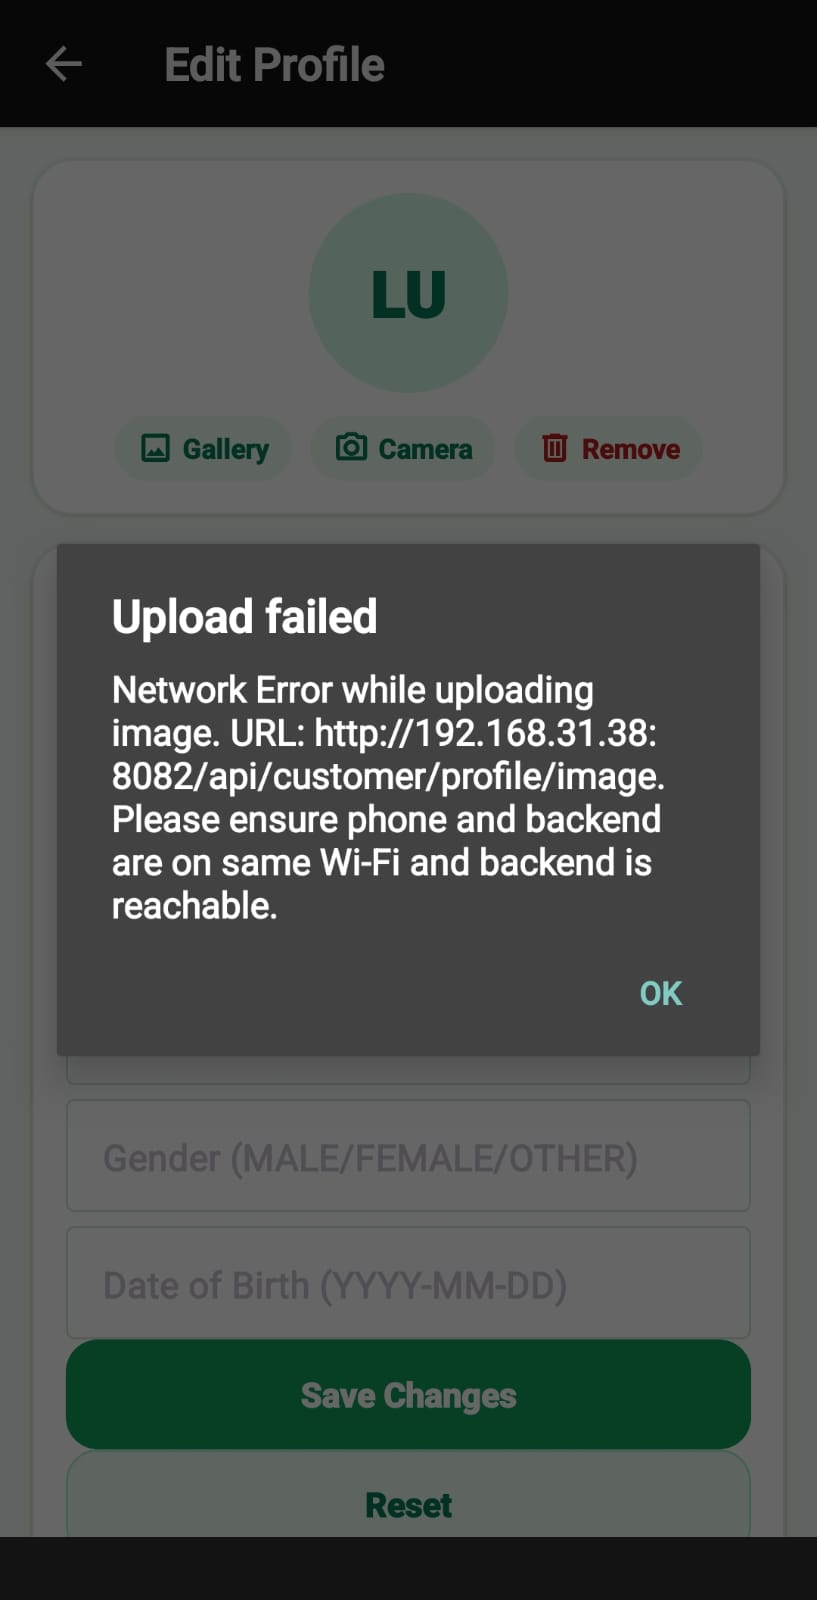 Edit Profile
LU
Gallery
Camera
Remove
Upload failed
Network Error while uploading
image. URL: http://192.168.31.38:
8082/api/customer/profile/image.
Please ensure phone and backend
are on same Wi-Fi and backend is
reachable.
OK
Gender (MALE/FEMALE/OTHER)
Date of Birth (YYYY-MM-DD)
Save Changes
Reset